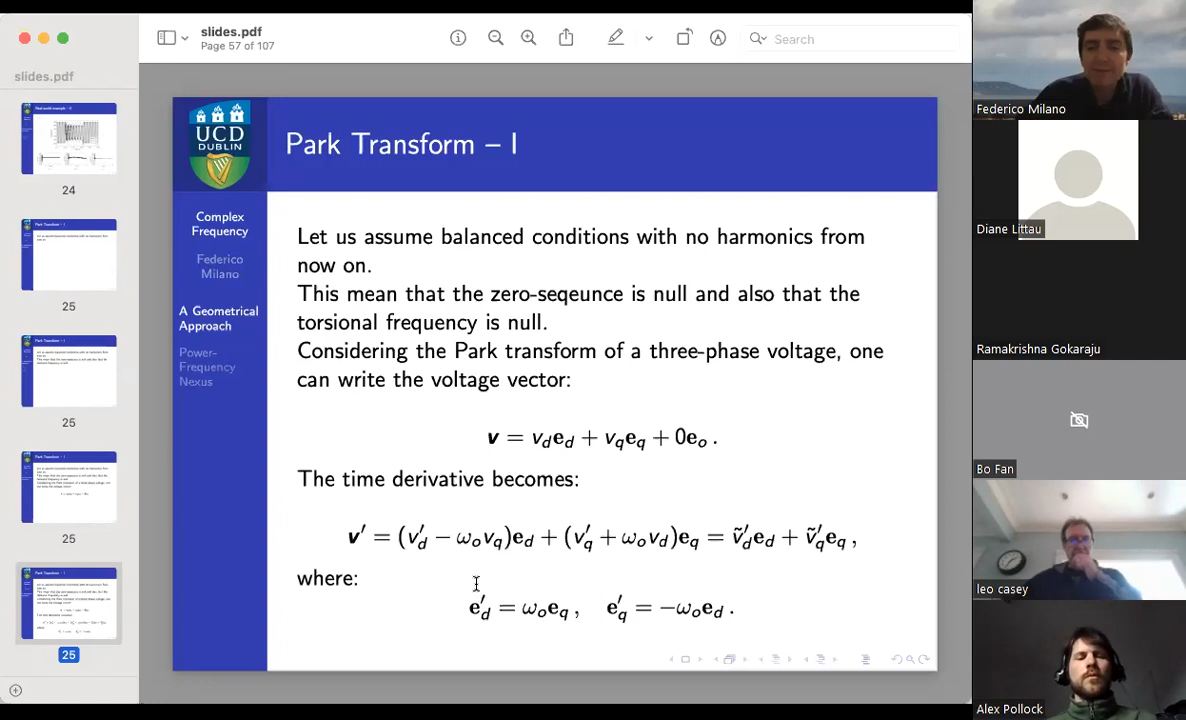 slides.pdf
Page 57 of 107
Search
slides.pdf
24
25
25
25
25
UCD
DUBLIN
Park Transform – I
Complex
Frequency
Federico
Milano
A Geometrical
Approach
Power-
Frequency
Nexus
Let us assume balanced conditions with no harmonics from
now on.
This mean that the zero-seqeunce is null and also that the
torsional frequency is null.
Considering the Park transform of a three-phase voltage, one
can write the voltage vector:
v = v_d e_d + v_q e_q + 0e_o .
The time derivative becomes:
v′ = (v′_d − ω_o v_q)e_d + (v′_q + ω_o v_d)e_q = ṽ′_d e_d + ṽ′_q e_q ,
where:
e′_d = ω_o e_q , e′_q = −ω_o e_d .
Federico Milano
Diane Littau
Ramakrishna Gokaraju
Bo Fan
leo casey
Alex Pollock